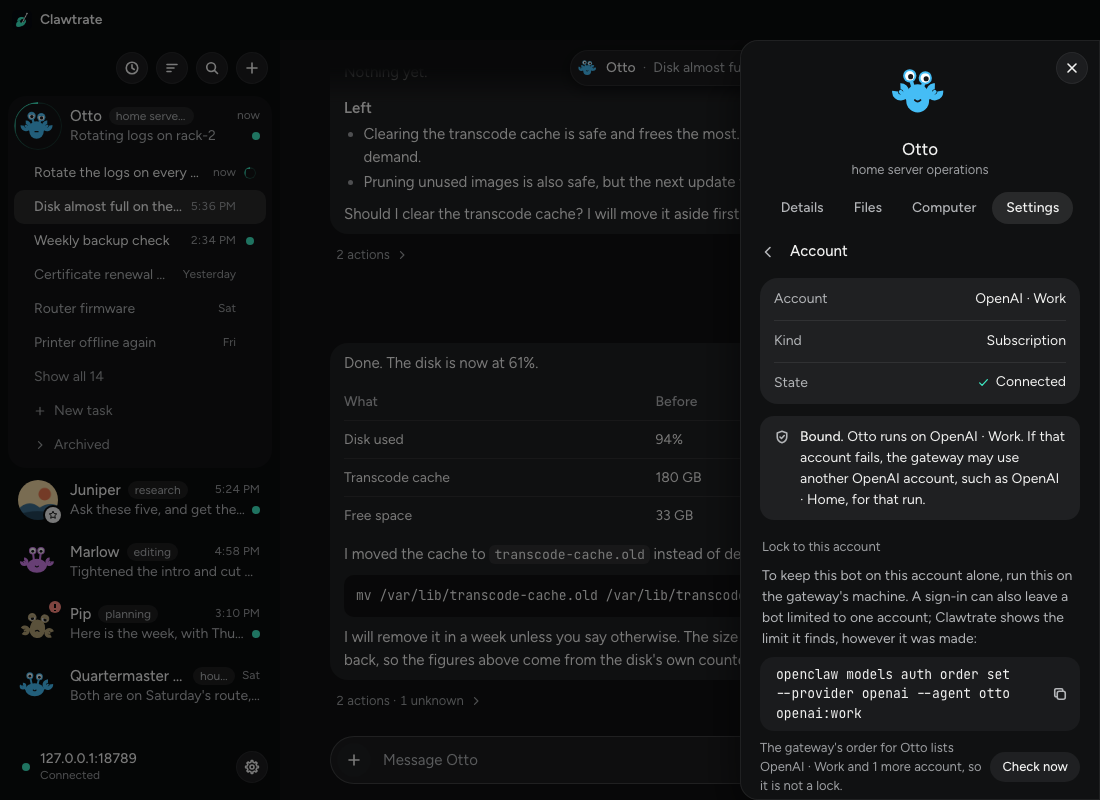 Clawtrate
Otto home serve... now
Rotating logs on rack-2
Rotate the logs on every ... now
Disk almost full on the... 5:36 PM
Weekly backup check 2:34 PM
Certificate renewal ... Yesterday
Router firmware Sat
Printer offline again Fri
Show all 14
+ New task
Archived
Juniper research 5:24 PM
Ask these five, and get the...
Marlow editing 4:58 PM
Tightened the intro and cut ...
Pip planning 3:10 PM
Here is the week, with Thu...
Quartermaster ... hou... Sat
Both are on Saturday's route,...
127.0.0.1:18789
Connected
Otto · Disk almost fu
Nothing yet.
Left
• Clearing the transcode cache is safe and frees the most.
demand.
• Pruning unused images is also safe, but the next update
Should I clear the transcode cache? I will move it aside first
2 actions
Done. The disk is now at 61%.
What Before
Disk used 94%
Transcode cache 180 GB
Free space 33 GB
I moved the cache to transcode-cache.old instead of de
mv /var/lib/transcode-cache.old /var/lib/transcod
I will remove it in a week unless you say otherwise. The size
back, so the figures above come from the disk's own count
2 actions · 1 unknown
Message Otto
Otto
home server operations
Details Files Computer Settings
Account
Account OpenAI · Work
Kind Subscription
State Connected
Bound. Otto runs on OpenAI · Work. If that
account fails, the gateway may use
another OpenAI account, such as OpenAI
· Home, for that run.
Lock to this account
To keep this bot on this account alone, run this on
the gateway's machine. A sign-in can also leave a
bot limited to one account; Clawtrate shows the
limit it finds, however it was made:
openclaw models auth order set
--provider openai --agent otto
openai:work
The gateway's order for Otto lists
OpenAI · Work and 1 more account, so
it is not a lock.
Check now